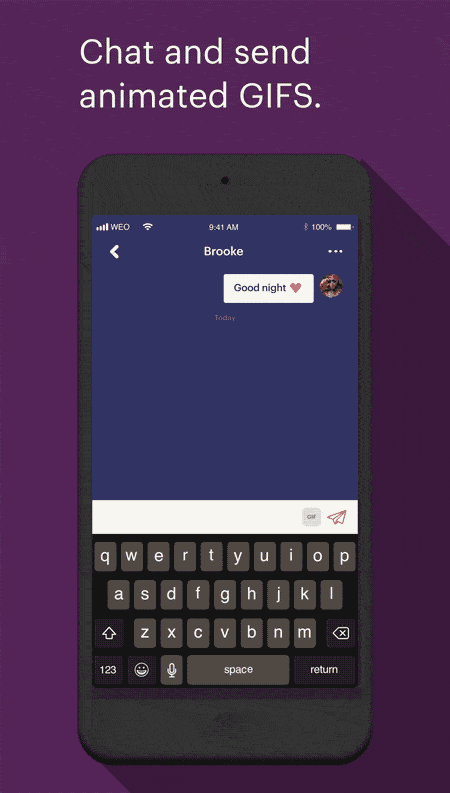 Chat and send
animated GIFS.
WEO 9:41 AM 100%
Brooke
Good night ❤
Today
GIF
q w e r t y u i o p
a s d f g h j k l
z x c v b n m
123 space return